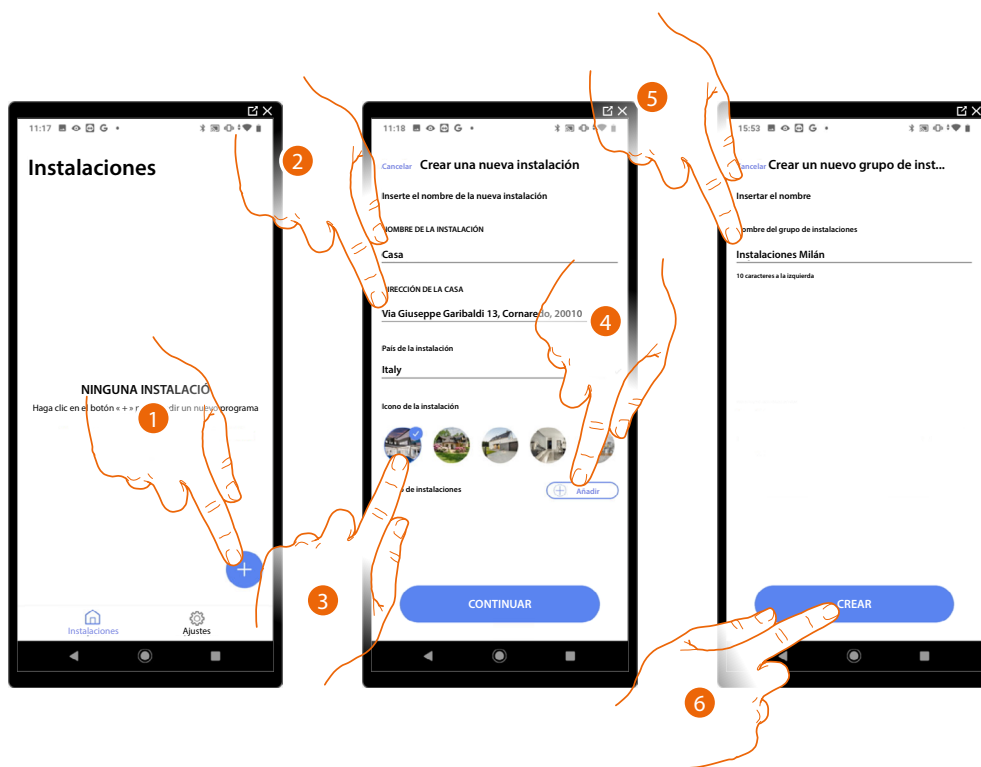 11:17
Instalaciones
NINGUNA INSTALACIÓ
Haga clic en el botón « + » dir un nuevo programa
1
Instalaciones
Ajustes
2
3
11:18
Cancelar Crear una nueva instalación
Inserte el nombre de la nueva instalación
NOMBRE DE LA INSTALACIÓN
Casa
DIRECCIÓN DE LA CASA
Via Giuseppe Garibaldi 13, Cornaredo, 20010
País de la instalación
Italy
Icono de la instalación
de instalaciones
Añadir
CONTINUAR
4
5
15:53
Cancelar Crear un nuevo grupo de inst...
Insertar el nombre
ombre del grupo de instalaciones
Instalaciones Milán
10 caracteres a la izquierda
CREAR
6